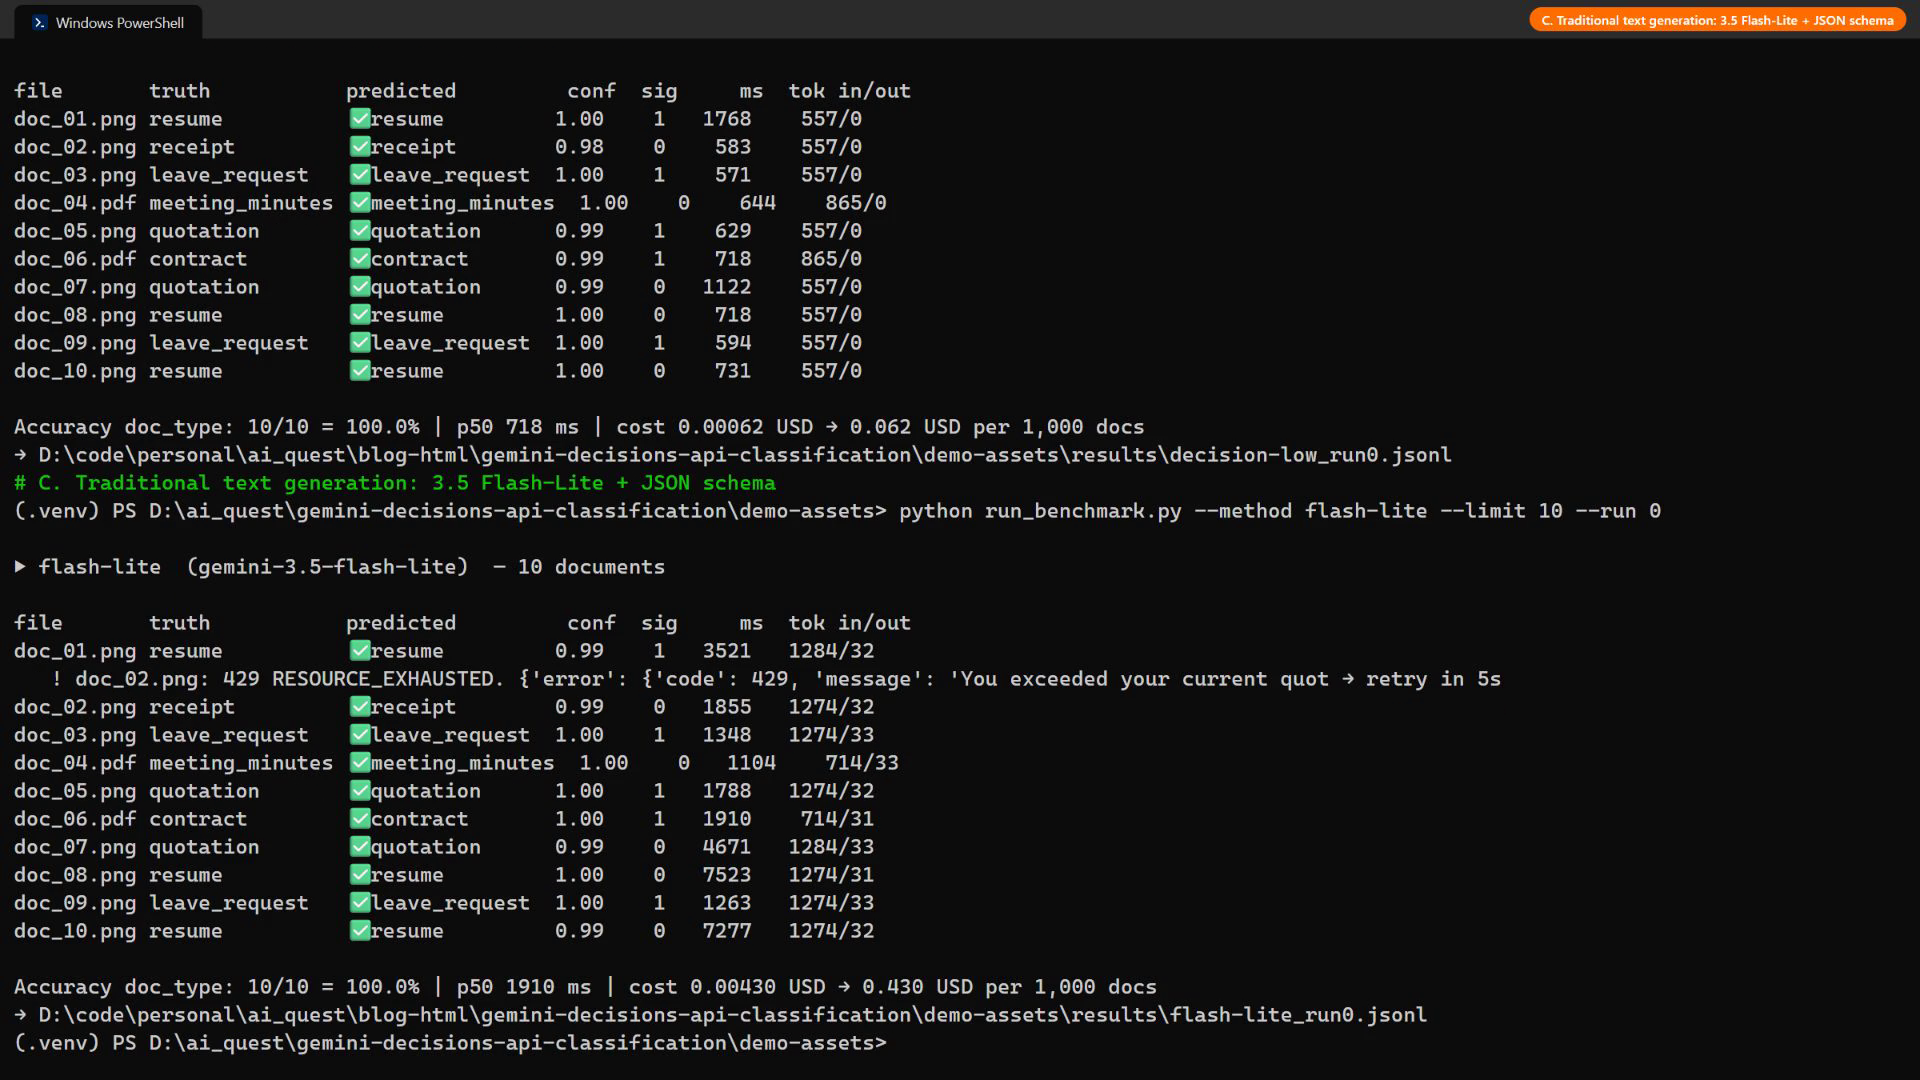 Windows PowerShell
C. Traditional text generation: 3.5 Flash-Lite + JSON schema
file truth predicted conf sig ms tok in/out
doc_01.png resume ✅resume 1.00 1 1768 557/0
doc_02.png receipt ✅receipt 0.98 0 583 557/0
doc_03.png leave_request ✅leave_request 1.00 1 571 557/0
doc_04.pdf meeting_minutes ✅meeting_minutes 1.00 0 644 865/0
doc_05.png quotation ✅quotation 0.99 1 629 557/0
doc_06.pdf contract ✅contract 0.99 1 718 865/0
doc_07.png quotation ✅quotation 0.99 0 1122 557/0
doc_08.png resume ✅resume 1.00 0 718 557/0
doc_09.png leave_request ✅leave_request 1.00 1 594 557/0
doc_10.png resume ✅resume 1.00 0 731 557/0
Accuracy doc_type: 10/10 = 100.0% | p50 718 ms | cost 0.00062 USD → 0.062 USD per 1,000 docs
→ D:\code\personal\ai_quest\blog-html\gemini-decisions-api-classification\demo-assets\results\decision-low_run0.jsonl
# C. Traditional text generation: 3.5 Flash-Lite + JSON schema
(.venv) PS D:\ai_quest\gemini-decisions-api-classification\demo-assets> python run_benchmark.py --method flash-lite --limit 10 --run 0
▶ flash-lite (gemini-3.5-flash-lite) — 10 documents
file truth predicted conf sig ms tok in/out
doc_01.png resume ✅resume 0.99 1 3521 1284/32
! doc_02.png: 429 RESOURCE_EXHAUSTED. {'error': {'code': 429, 'message': 'You exceeded your current quot → retry in 5s
doc_02.png receipt ✅receipt 0.99 0 1855 1274/32
doc_03.png leave_request ✅leave_request 1.00 1 1348 1274/33
doc_04.pdf meeting_minutes ✅meeting_minutes 1.00 0 1104 714/33
doc_05.png quotation ✅quotation 1.00 1 1788 1274/32
doc_06.pdf contract ✅contract 1.00 1 1910 714/31
doc_07.png quotation ✅quotation 0.99 0 4671 1284/33
doc_08.png resume ✅resume 1.00 0 7523 1274/31
doc_09.png leave_request ✅leave_request 1.00 1 1263 1274/33
doc_10.png resume ✅resume 0.99 0 7277 1274/32
Accuracy doc_type: 10/10 = 100.0% | p50 1910 ms | cost 0.00430 USD → 0.430 USD per 1,000 docs
→ D:\code\personal\ai_quest\blog-html\gemini-decisions-api-classification\demo-assets\results\flash-lite_run0.jsonl
(.venv) PS D:\ai_quest\gemini-decisions-api-classification\demo-assets>